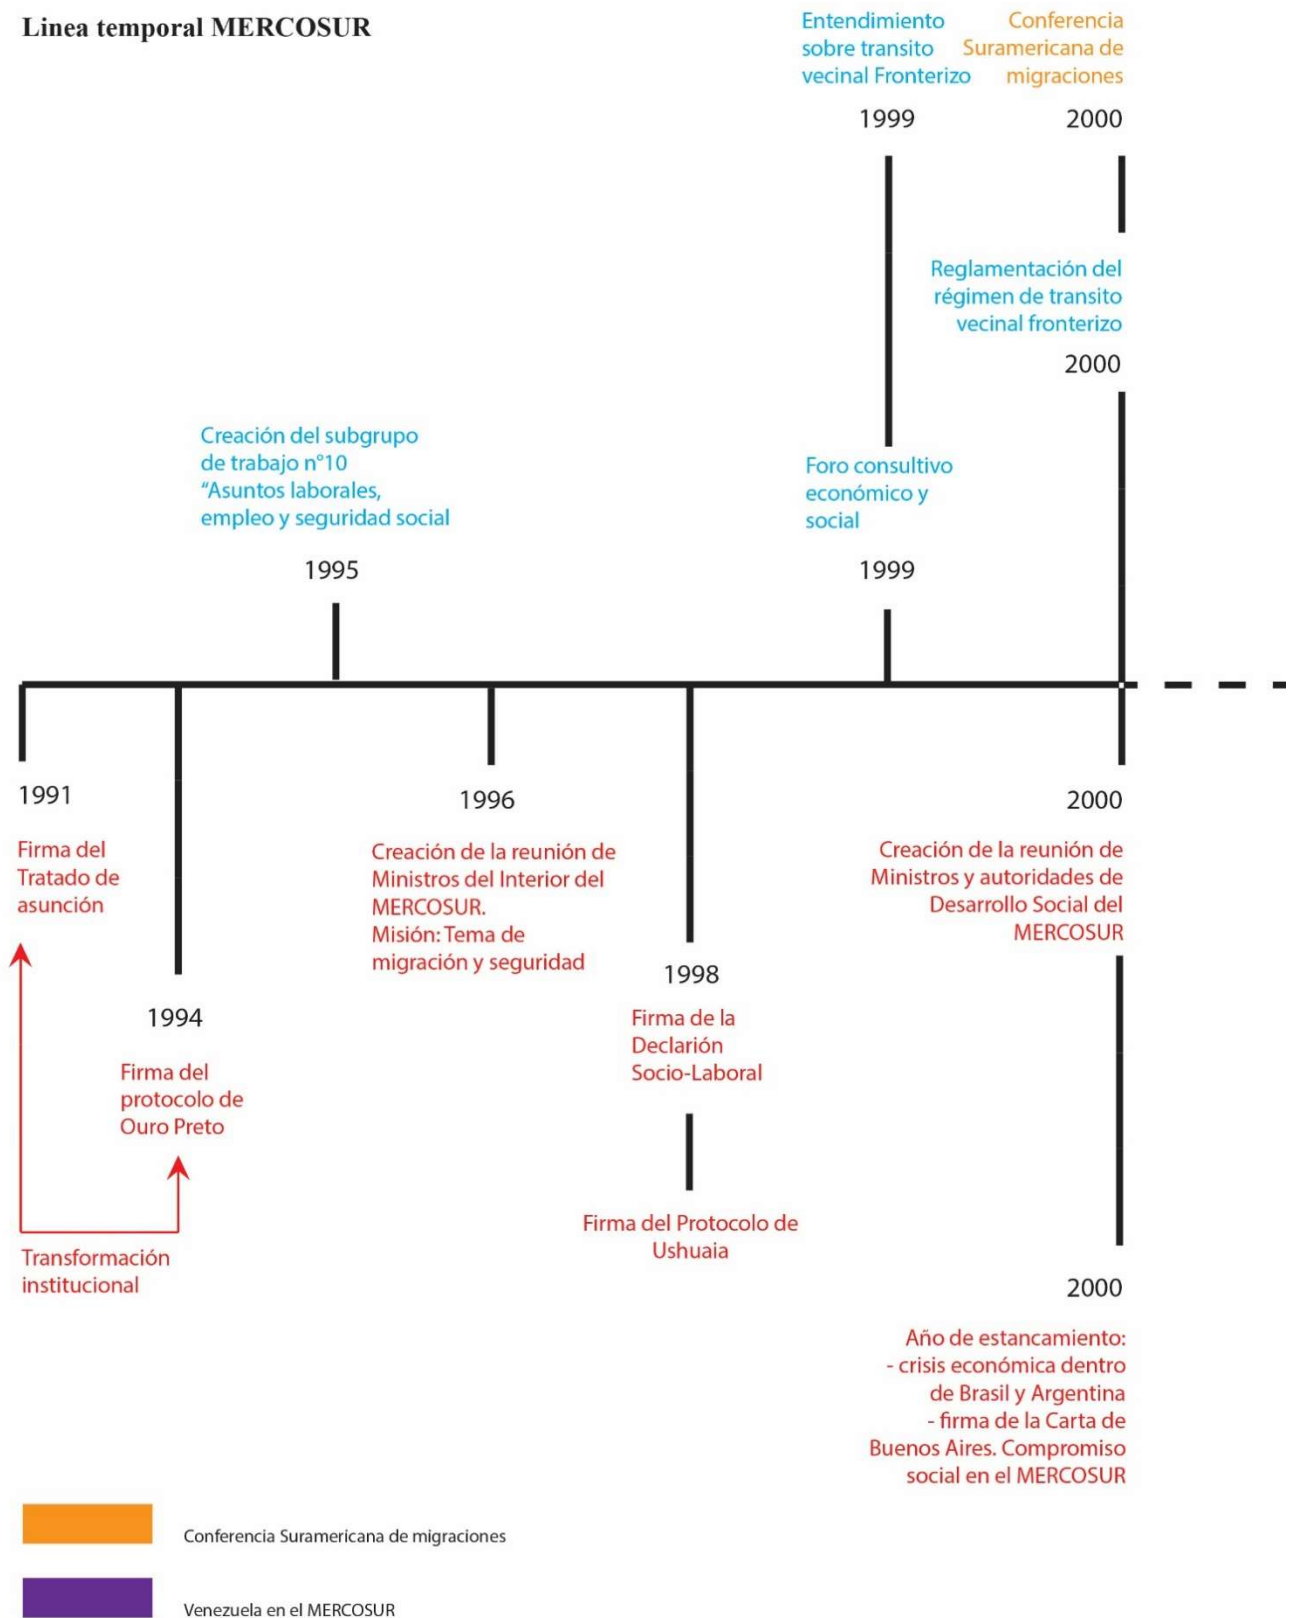 Linea temporal MERCOSUR
Entendimiento
sobre transito
vecinal Fronterizo
1999
Conferencia
Suramericana de
migraciones
2000
Reglamentación del
régimen de transito
vecinal fronterizo
2000
Creación del subgrupo
de trabajo n°10
“Asuntos laborales,
empleo y seguridad social
1995
Foro consultivo
económico y
social
1999
1991
Firma del
Tratado de
asunción
1994
Firma del
protocolo de
Ouro Preto
Transformación
institucional
1996
Creación de la reunión de
Ministros del Interior del
MERCOSUR.
Misión: Tema de
migración y seguridad
1998
Firma de la
Declarión
Socio-Laboral
Firma del Protocolo de
Ushuaia
2000
Creación de la reunión de
Ministros y autoridades de
Desarrollo Social del
MERCOSUR
2000
Año de estancamiento:
- crisis económica dentro
de Brasil y Argentina
- firma de la Carta de
Buenos Aires. Compromiso
social en el MERCOSUR
Conferencia Suramericana de migraciones
Venezuela en el MERCOSUR